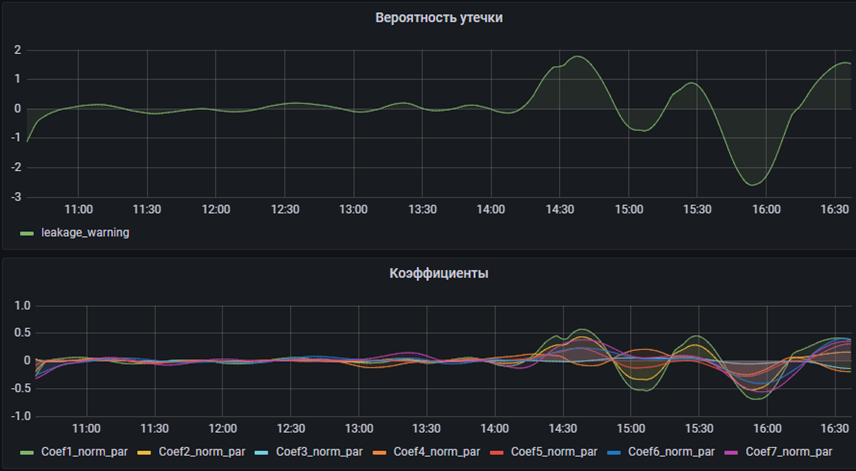 Вероятность утечки
2
1
0
-1
-2
-3
11:00 11:30 12:00 12:30 13:00 13:30 14:00 14:30 15:00 15:30 16:00 16:30
leakage_warning
Коэффициенты
1.0
0.5
0
-0.5
-1.0
11:00 11:30 12:00 12:30 13:00 13:30 14:00 14:30 15:00 15:30 16:00 16:30
Coef1_norm_par Coef2_norm_par Coef3_norm_par Coef4_norm_par Coef5_norm_par Coef6_norm_par Coef7_norm_par